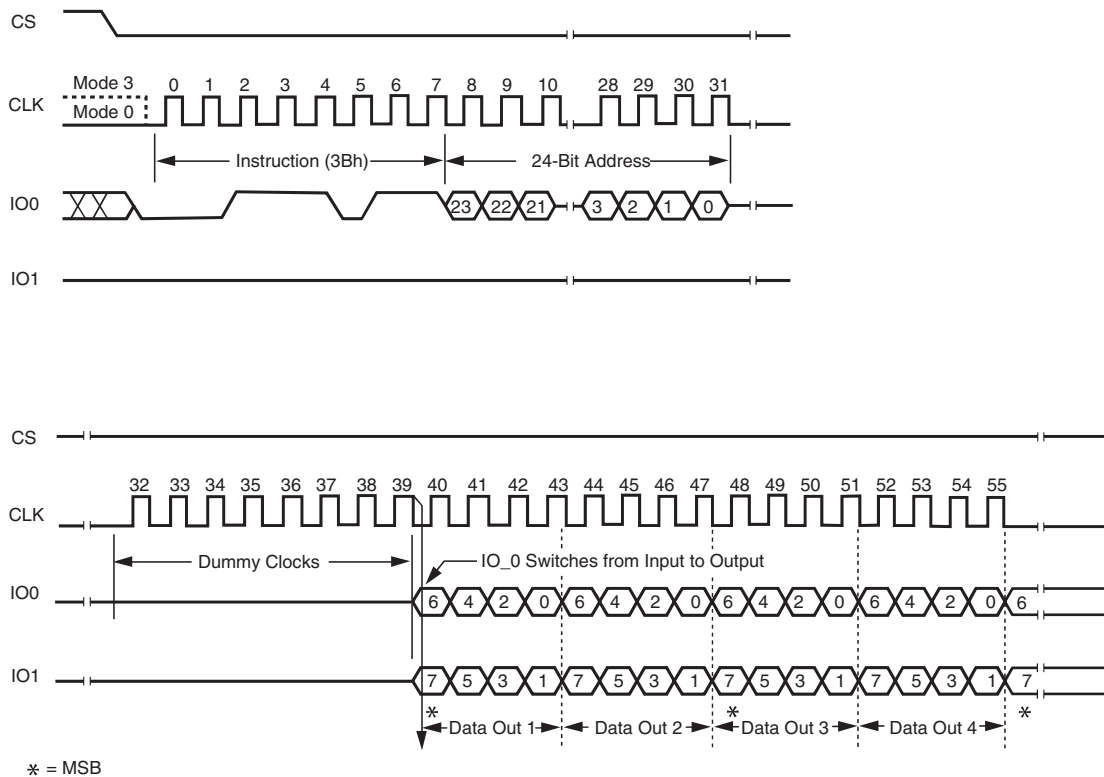 CS
Mode 3 0 1 2 3 4 5 6 7 8 9 10 28 29 30 31
CLK
Mode 0
Instruction (3Bh) 24-Bit Address
IO0 23 22 21 3 2 1 0
IO1
CS
32 33 34 35 36 37 38 39 40 41 42 43 44 45 46 47 48 49 50 51 52 53 54 55
CLK
Dummy Clocks IO_0 Switches from Input to Output
IO0 6 4 2 0 6 4 2 0 6 4 2 0 6 4 2 0 6
IO1 7 5 3 1 7 5 3 1 7 5 3 1 7 5 3 1 7
* * *
Data Out 1 Data Out 2 Data Out 3 Data Out 4
* = MSB